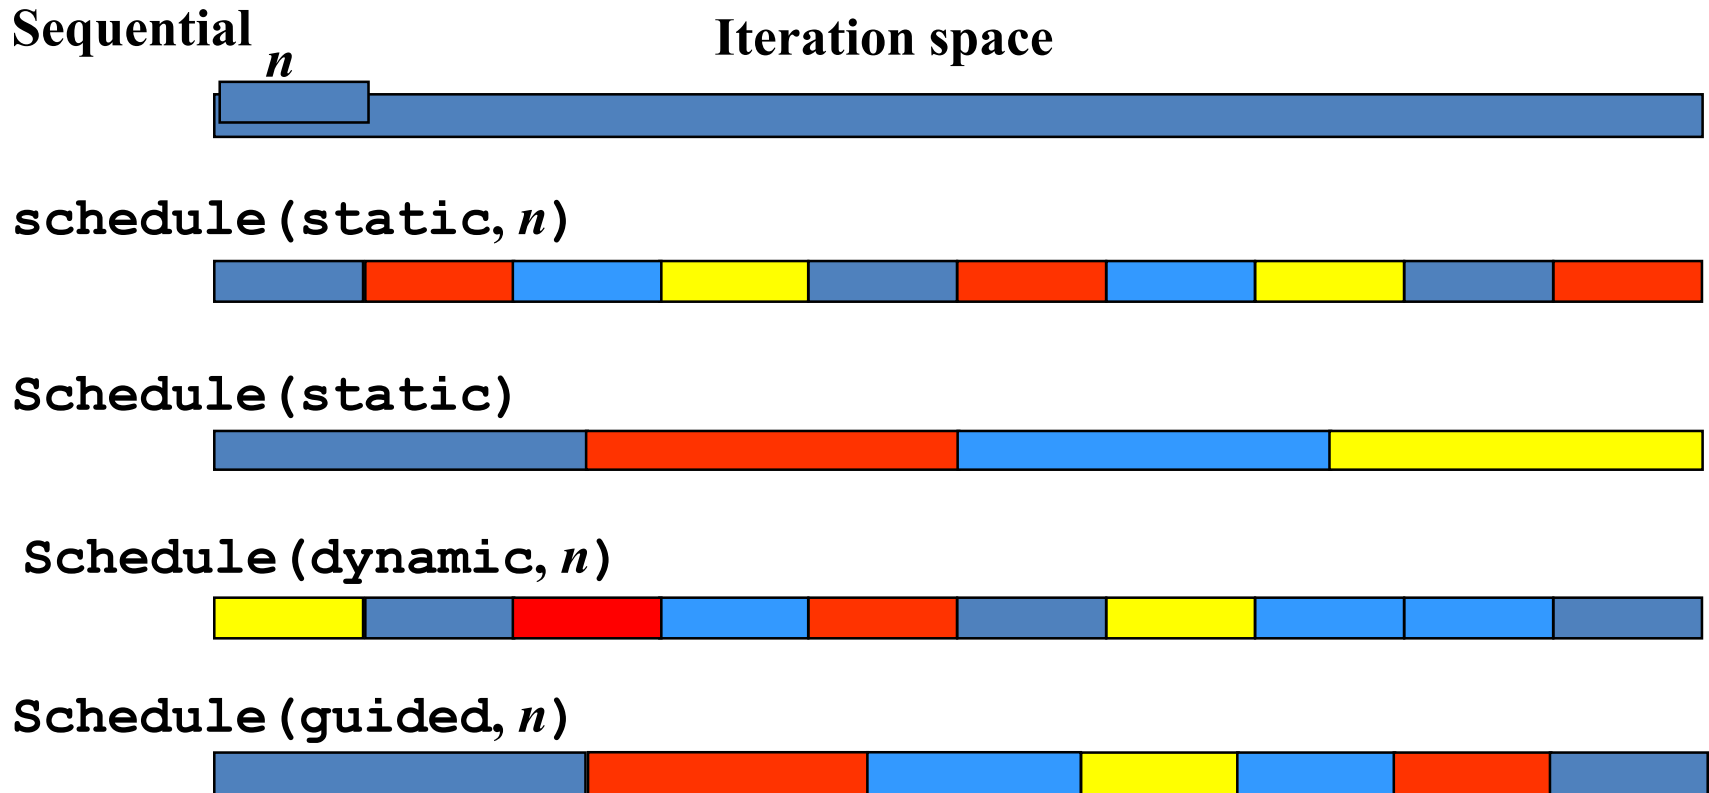 Sequential
Iteration space
n
schedule(static, n)
Schedule(static)
Schedule(dynamic, n)
Schedule(guided, n)